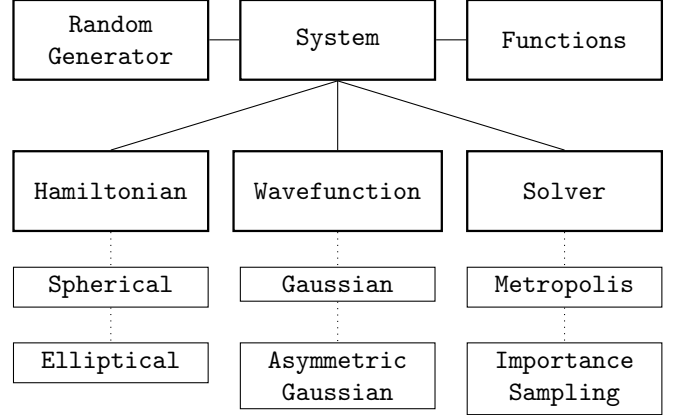 Random
Generator
System
Functions
Hamiltonian
Wavefunction
Solver
Spherical
Gaussian
Metropolis
Elliptical
Asymmetric
Gaussian
Importance
Sampling